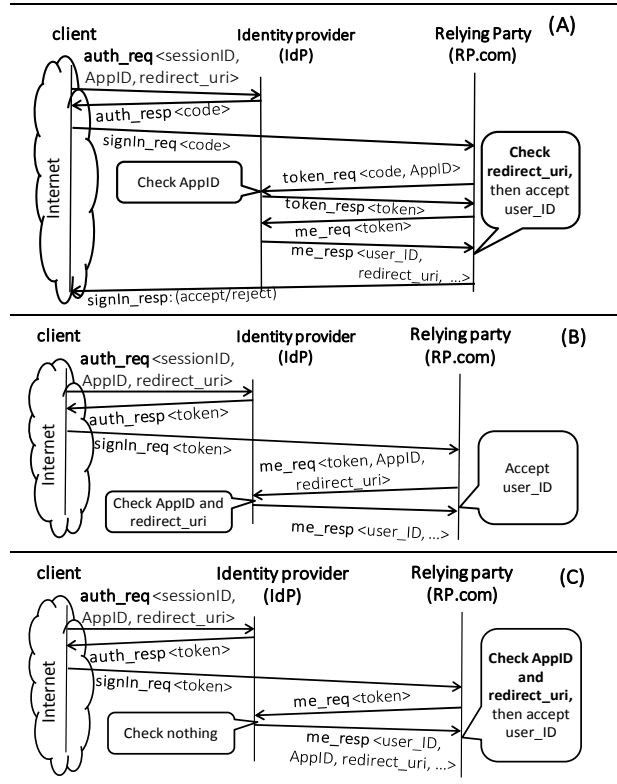 (A)
client
Identity provider
(IdP)
Relying Party
(RP.com)
auth_req <sessionID,
AppID, redirect_uri>
auth_resp <code>
signIn_req <code>
Internet
Check AppID
token_req <code, AppID>
token_resp <token>
me_req <token>
me_resp <user_ID,
redirect_uri, ...>
Check
redirect_uri,
then accept
user_ID
signIn_resp: (accept/reject)
(B)
client
Identity provider
(IdP)
Relying party
(RP.com)
auth_req <sessionID,
AppID, redirect_uri>
auth_resp <token>
signIn_req <token>
Internet
me_req <token, AppID,
redirect_uri>
Check AppID and
redirect_uri
me_resp <user_ID, ...>
Accept
user_ID
(C)
client
Identity provider
(IdP)
Relying party
(RP.com)
auth_req <sessionID,
AppID, redirect_uri>
auth_resp <token>
signIn_req <token>
Internet
me_req <token>
Check nothing
me_resp <user_ID,
AppID, redirect_uri, ...>
Check AppID
and
redirect_uri,
then accept
user_ID